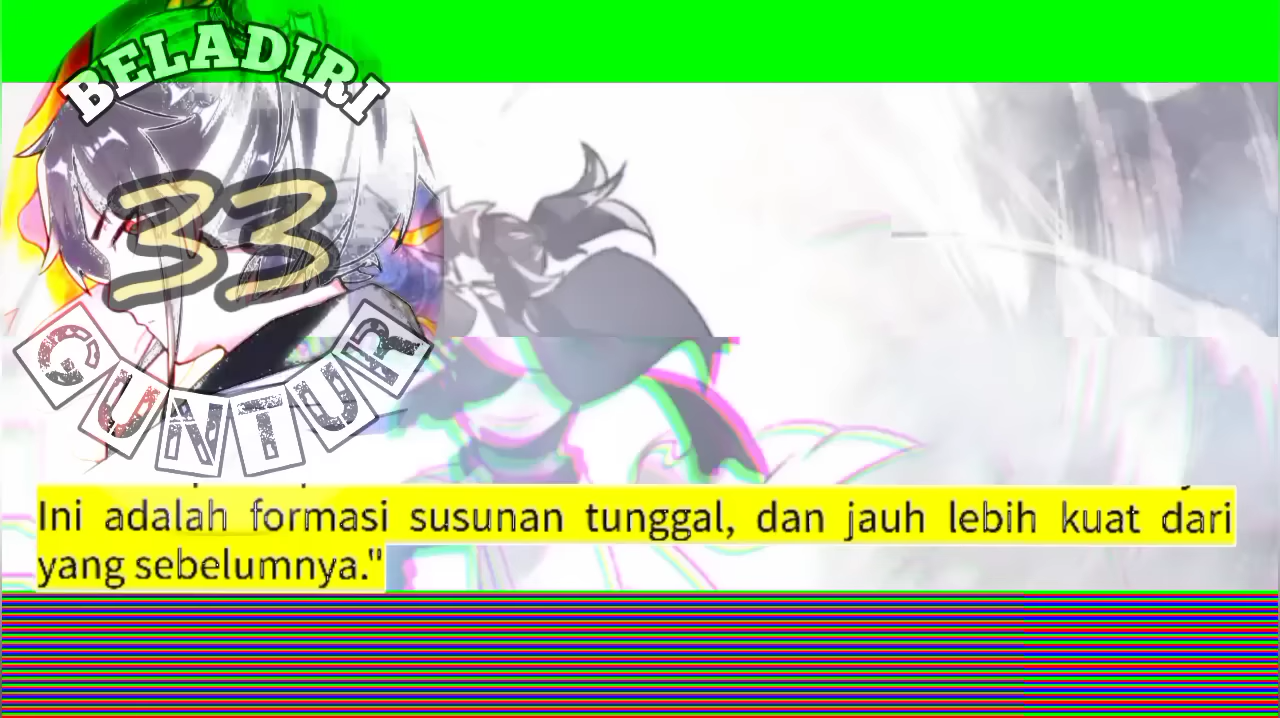 BELADIRI
33
GUNTUR
Ini adalah formasi susunan tunggal, dan jauh lebih kuat dari
yang sebelumnya."